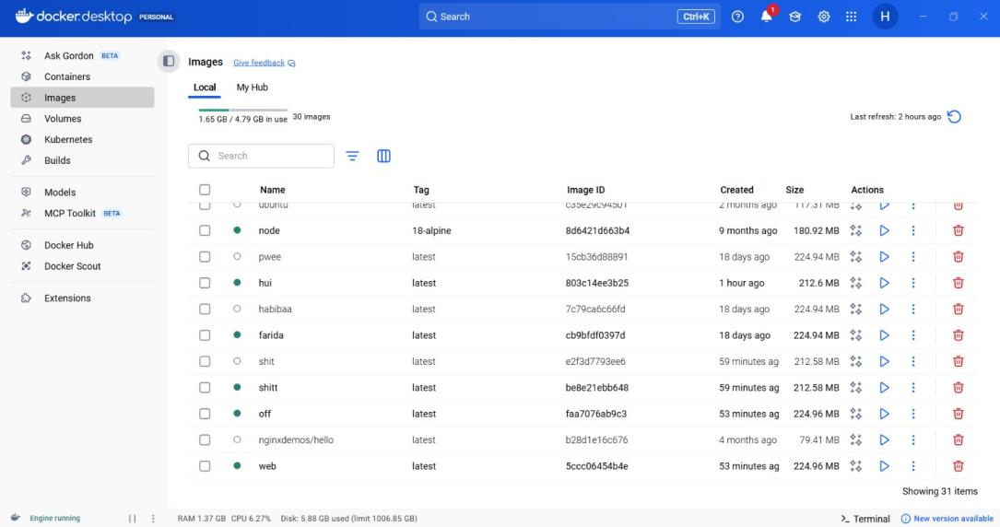 docker.desktop PERSONAL Search Ctrl+K 1 H
Ask Gordon BETA
Containers
Images
Volumes
Kubernetes
Builds
Models
MCP Toolkit BETA
Docker Hub
Docker Scout
Extensions
Images Give feedback
Local My Hub
1.65 GB / 4.79 GB in use 30 images Last refresh: 2 hours ago
Search
Name Tag Image ID Created Size Actions
ubuntu latest c35e29c94501 2 months ago 117.31 MB
node 18-alpine 8d6421d663b4 9 months ago 180.92 MB
pwee latest 15cb36d88891 18 days ago 224.94 MB
hui latest 803c14ee3b25 1 hour ago 212.6 MB
habibaa latest 7c79ca6c66fd 18 days ago 224.94 MB
farida latest cb9bfdf0397d 18 days ago 224.94 MB
shit latest e2f3d7793ee6 59 minutes ag 212.58 MB
shitt latest be8e21ebb648 59 minutes ag 212.58 MB
off latest faa7076ab9c3 53 minutes ag 224.96 MB
nginxdemos/hello latest b28d1e16c676 4 months ago 79.41 MB
web latest 5ccc06454b4e 53 minutes ag 224.96 MB
Showing 31 items
Engine running RAM 1.37 GB CPU 6.27% Disk: 5.88 GB used (limit 1006.85 GB) Terminal New version available